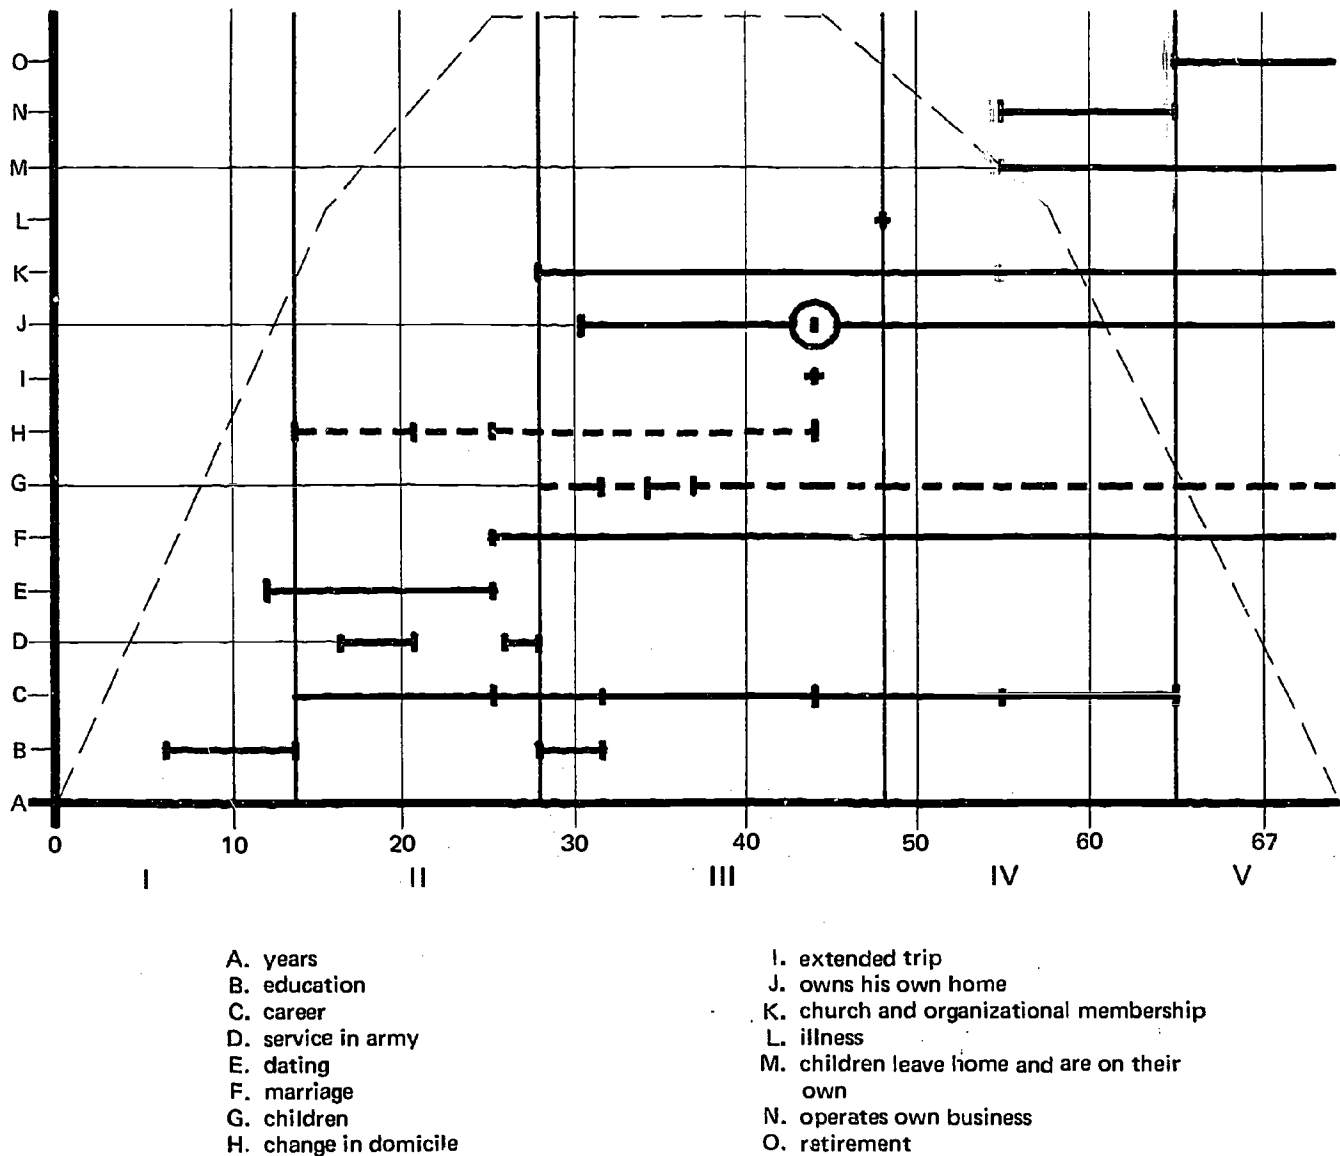 O
N
M
L
K
J
I
H
G
F
E
D
C
B
A
0 10 20 30 40 50 60 67
I II III IV V
A. years
B. education
C. career
D. service in army
E. dating
F. marriage
G. children
H. change in domicile
I. extended trip
J. owns his own home
K. church and organizational membership
L. illness
M. children leave home and are on their
own
N. operates own business
O. retirement